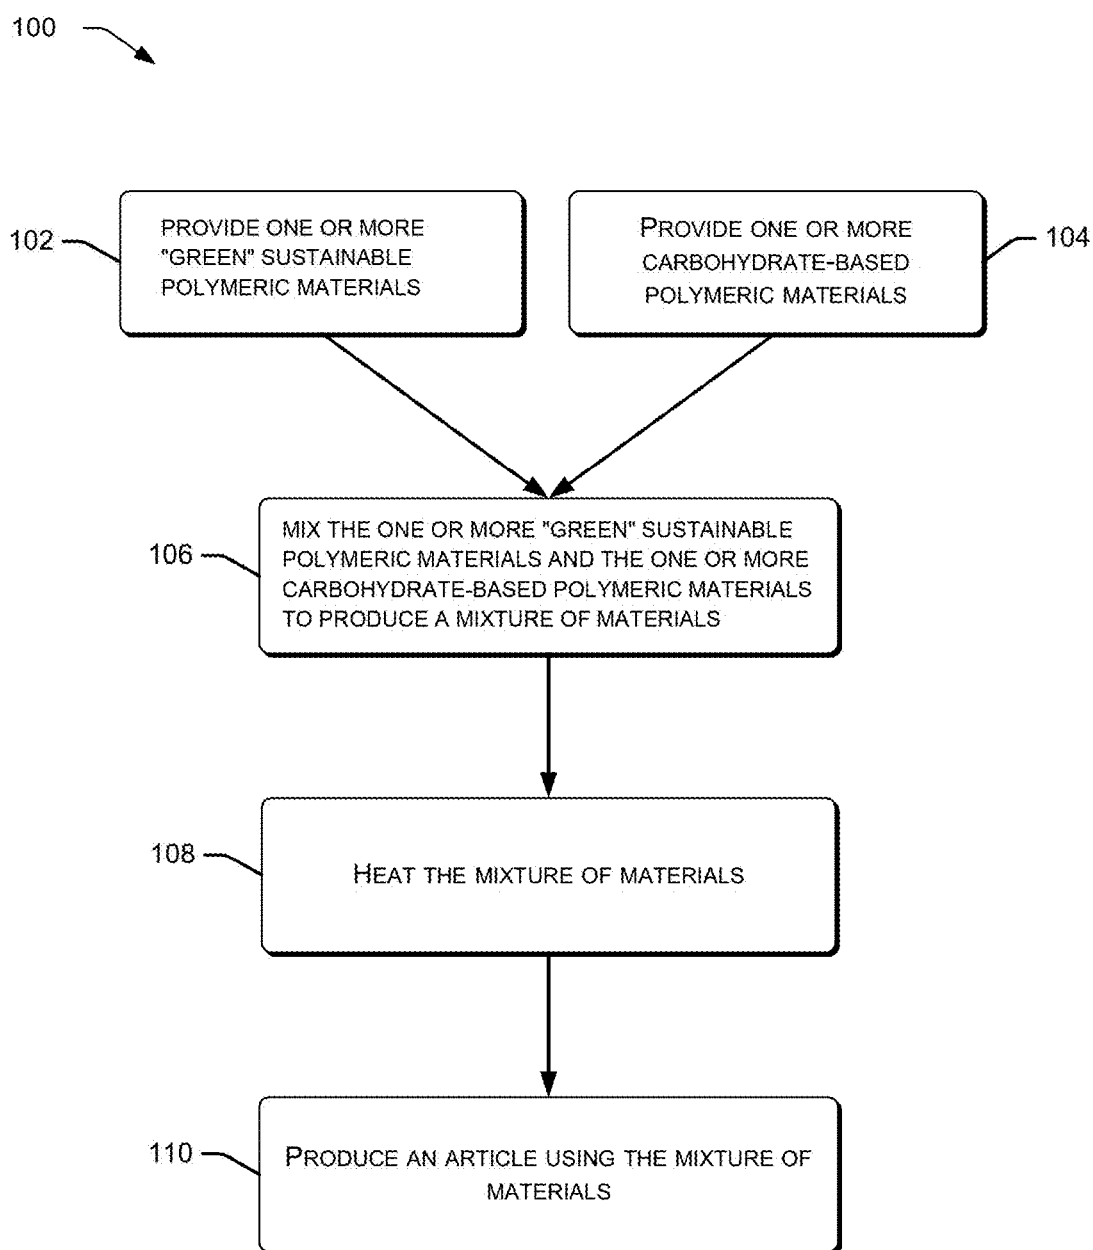 100
102
PROVIDE ONE OR MORE
"GREEN" SUSTAINABLE
POLYMERIC MATERIALS
PROVIDE ONE OR MORE
CARBOHYDRATE-BASED
POLYMERIC MATERIALS
104
106
MIX THE ONE OR MORE "GREEN" SUSTAINABLE
POLYMERIC MATERIALS AND THE ONE OR MORE
CARBOHYDRATE-BASED POLYMERIC MATERIALS
TO PRODUCE A MIXTURE OF MATERIALS
108
HEAT THE MIXTURE OF MATERIALS
110
PRODUCE AN ARTICLE USING THE MIXTURE OF
MATERIALS